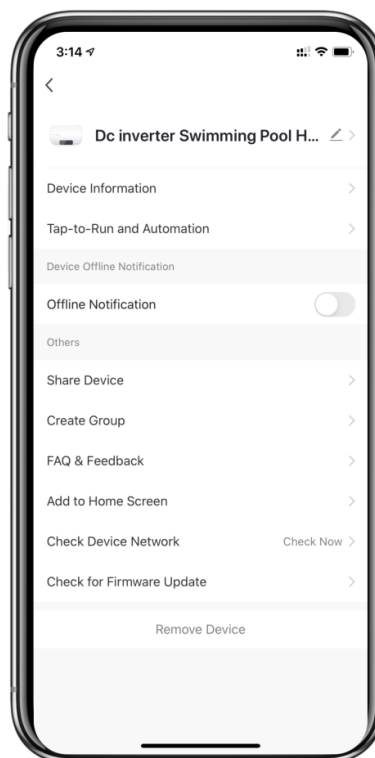 3:14
Dc inverter Swimming Pool H...
Device Information
Tap-to-Run and Automation
Device Offline Notification
Offline Notification
Others
Share Device
Create Group
FAQ & Feedback
Add to Home Screen
Check Device Network Check Now
Check for Firmware Update
Remove Device